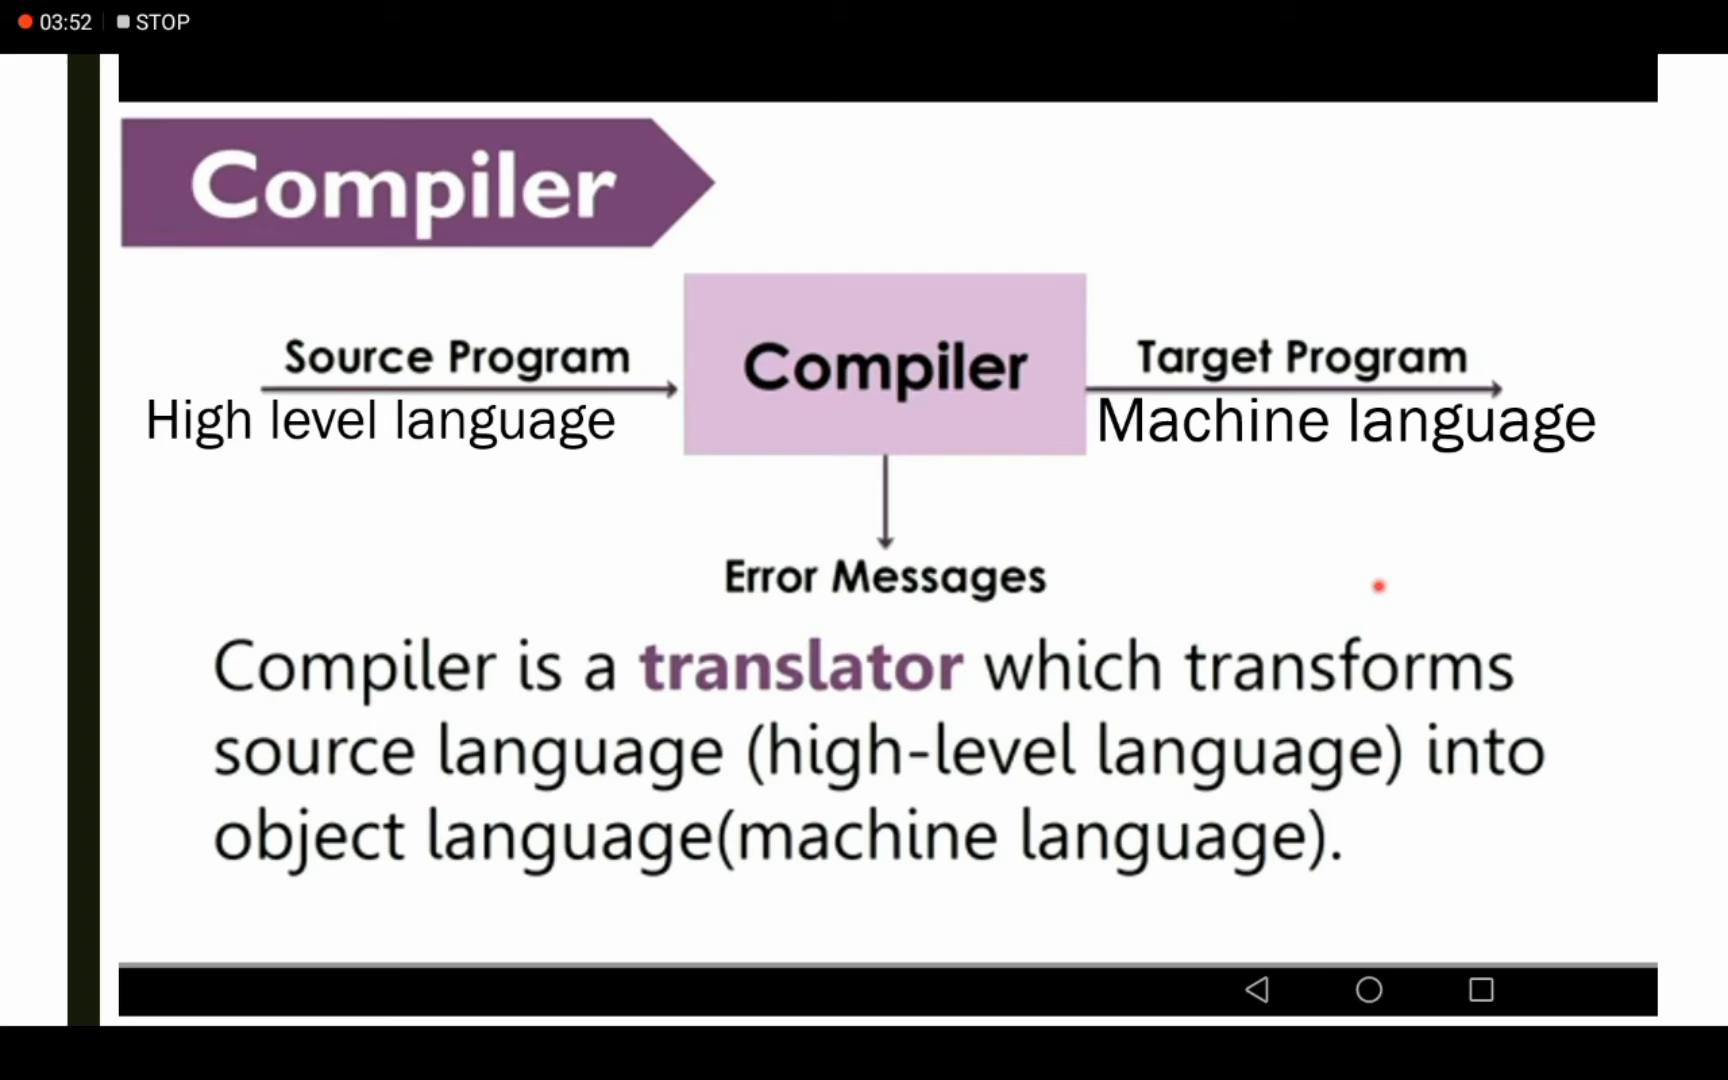 03:52 STOP
Compiler
Source Program
High level language
Compiler
Target Program
Machine language
Error Messages
Compiler is a translator which transforms
source language (high-level language) into
object language(machine language).